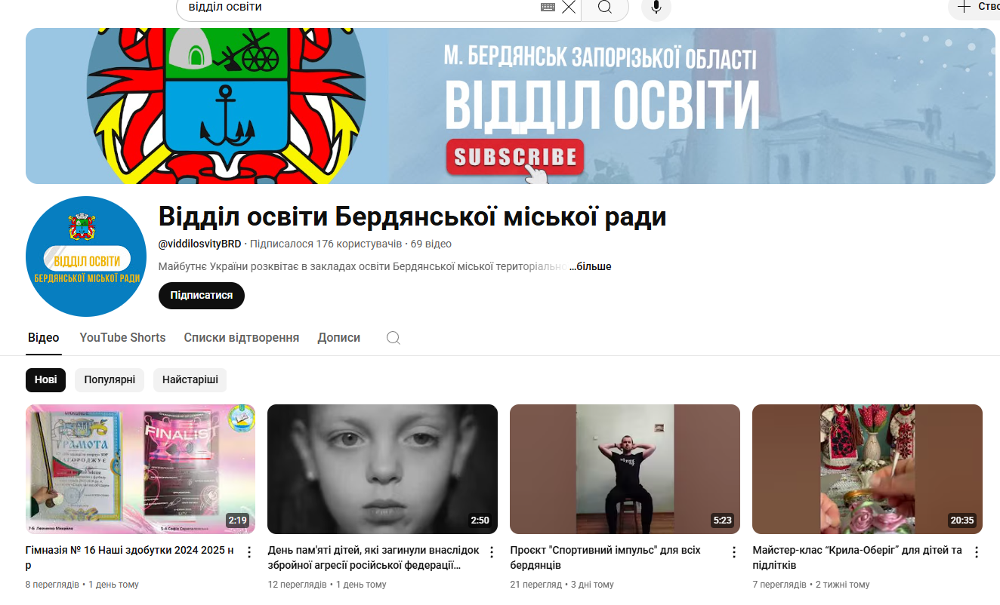 відділ освіти
Ство
М. БЕРДЯНСЬК ЗАПОРІЗЬКОЇ ОБЛАСТІ
ВІДДІЛ ОСВІТИ
SUBSCRIBE
ВІДДІЛ ОСВІТИ
БЕРДЯНСЬКОЇ МІСЬКОЇ РАДИ
Відділ освіти Бердянської міської ради
@viddilosvityBRD · Підписалося 176 користувачів · 69 відео
Майбутнє України розквітає в закладах освіти Бердянської міської територіально ...більше
Підписатися
Відео YouTube Shorts Списки відтворення Дописи
Нові Популярні Найстаріші
ГРАМОТА
FINALIST
2:19
2:50
5:23
20:35
Гімназія № 16 Наші здобутки 2024 2025 н
р
8 переглядів • 1 день тому
День пам'яті дітей, які загинули внаслідок
збройної агресії російської федерації...
12 переглядів • 1 день тому
Проєкт "Спортивний імпульс" для всіх
бердянців
21 перегляд • 3 дні тому
Майстер-клас “Крила-Оберіг” для дітей та
підлітків
7 переглядів • 2 тижні тому